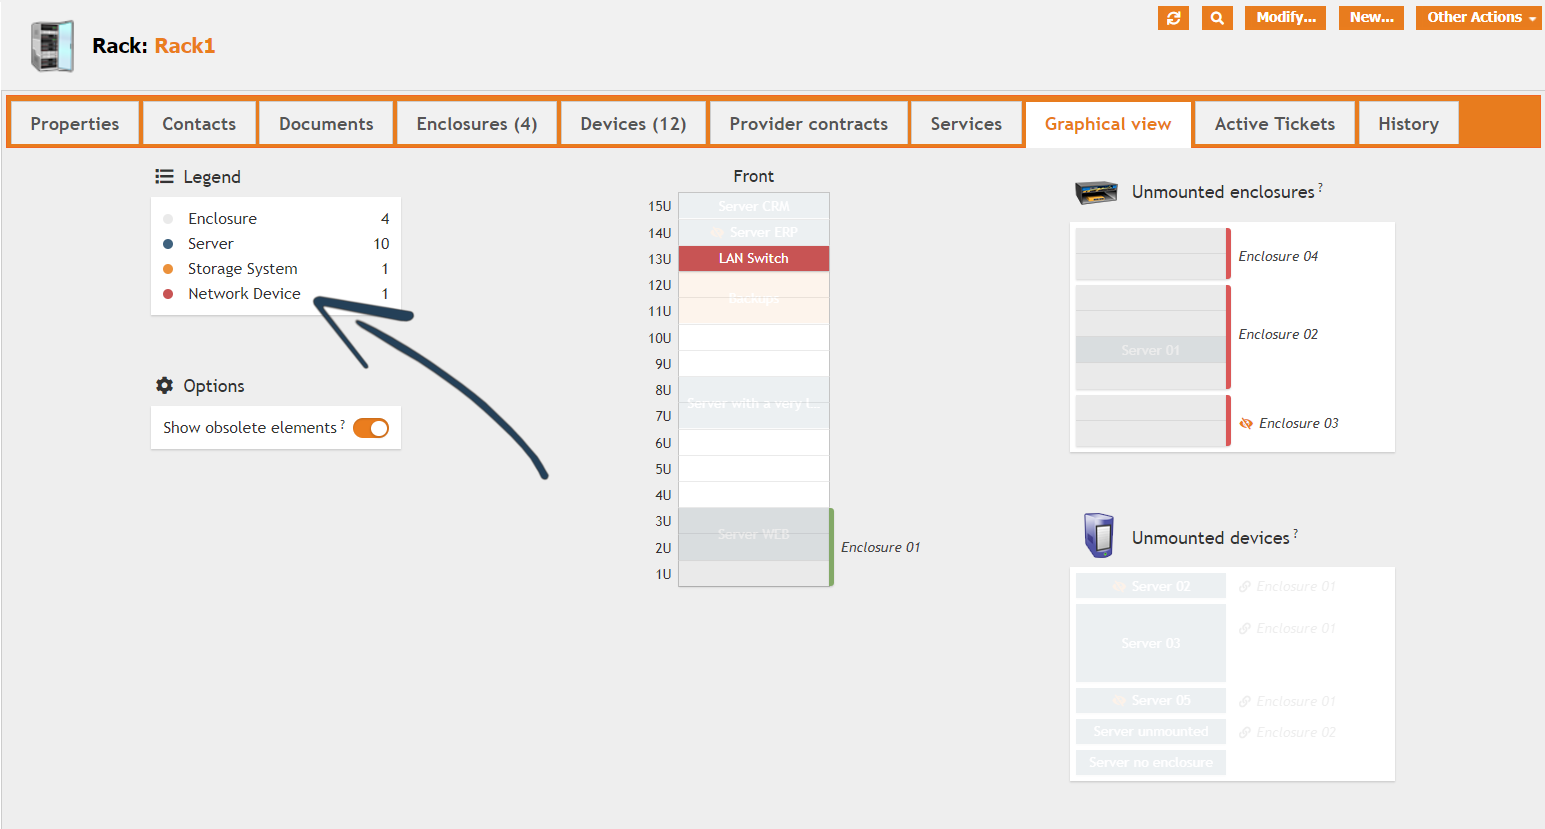 Rack: Rack1
Modify...
New...
Other Actions
Properties
Contacts
Documents
Enclosures (4)
Devices (12)
Provider contracts
Services
Graphical view
Active Tickets
History
Legend
Enclosure 4
Server 10
Storage System 1
Network Device 1
Options
Show obsolete elements ?
Front
15U Server CRM
14U Server ERP
13U LAN Switch
12U
Backups
11U
10U
9U
8U
Server with a very l...
7U
6U
5U
4U
3U
Server WEB
2U
Enclosure 01
1U
Unmounted enclosures ?
Enclosure 04
Enclosure 02
Server 01
Enclosure 03
Unmounted devices ?
Server 02 Enclosure 01
Enclosure 01
Server 03
Server 05 Enclosure 01
Server unmounted Enclosure 02
Server no enclosure